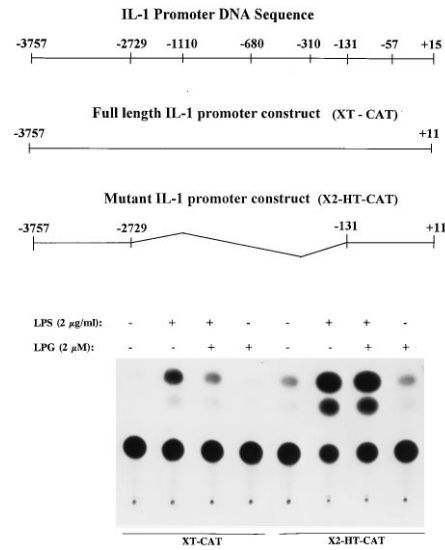 IL-1 Promoter DNA Sequence
-3757 -2729 -1110 -680 -310 -131 -57 +15
Full length IL-1 promoter construct (XT - CAT)
-3757 +11
Mutant IL-1 promoter construct (X2-HT-CAT)
-3757 -2729 -131 +11
LPS (2 µg/ml): - + + - - + + -
LPG (2 µM): - - + + - - + +
XT-CAT X2-HT-CAT